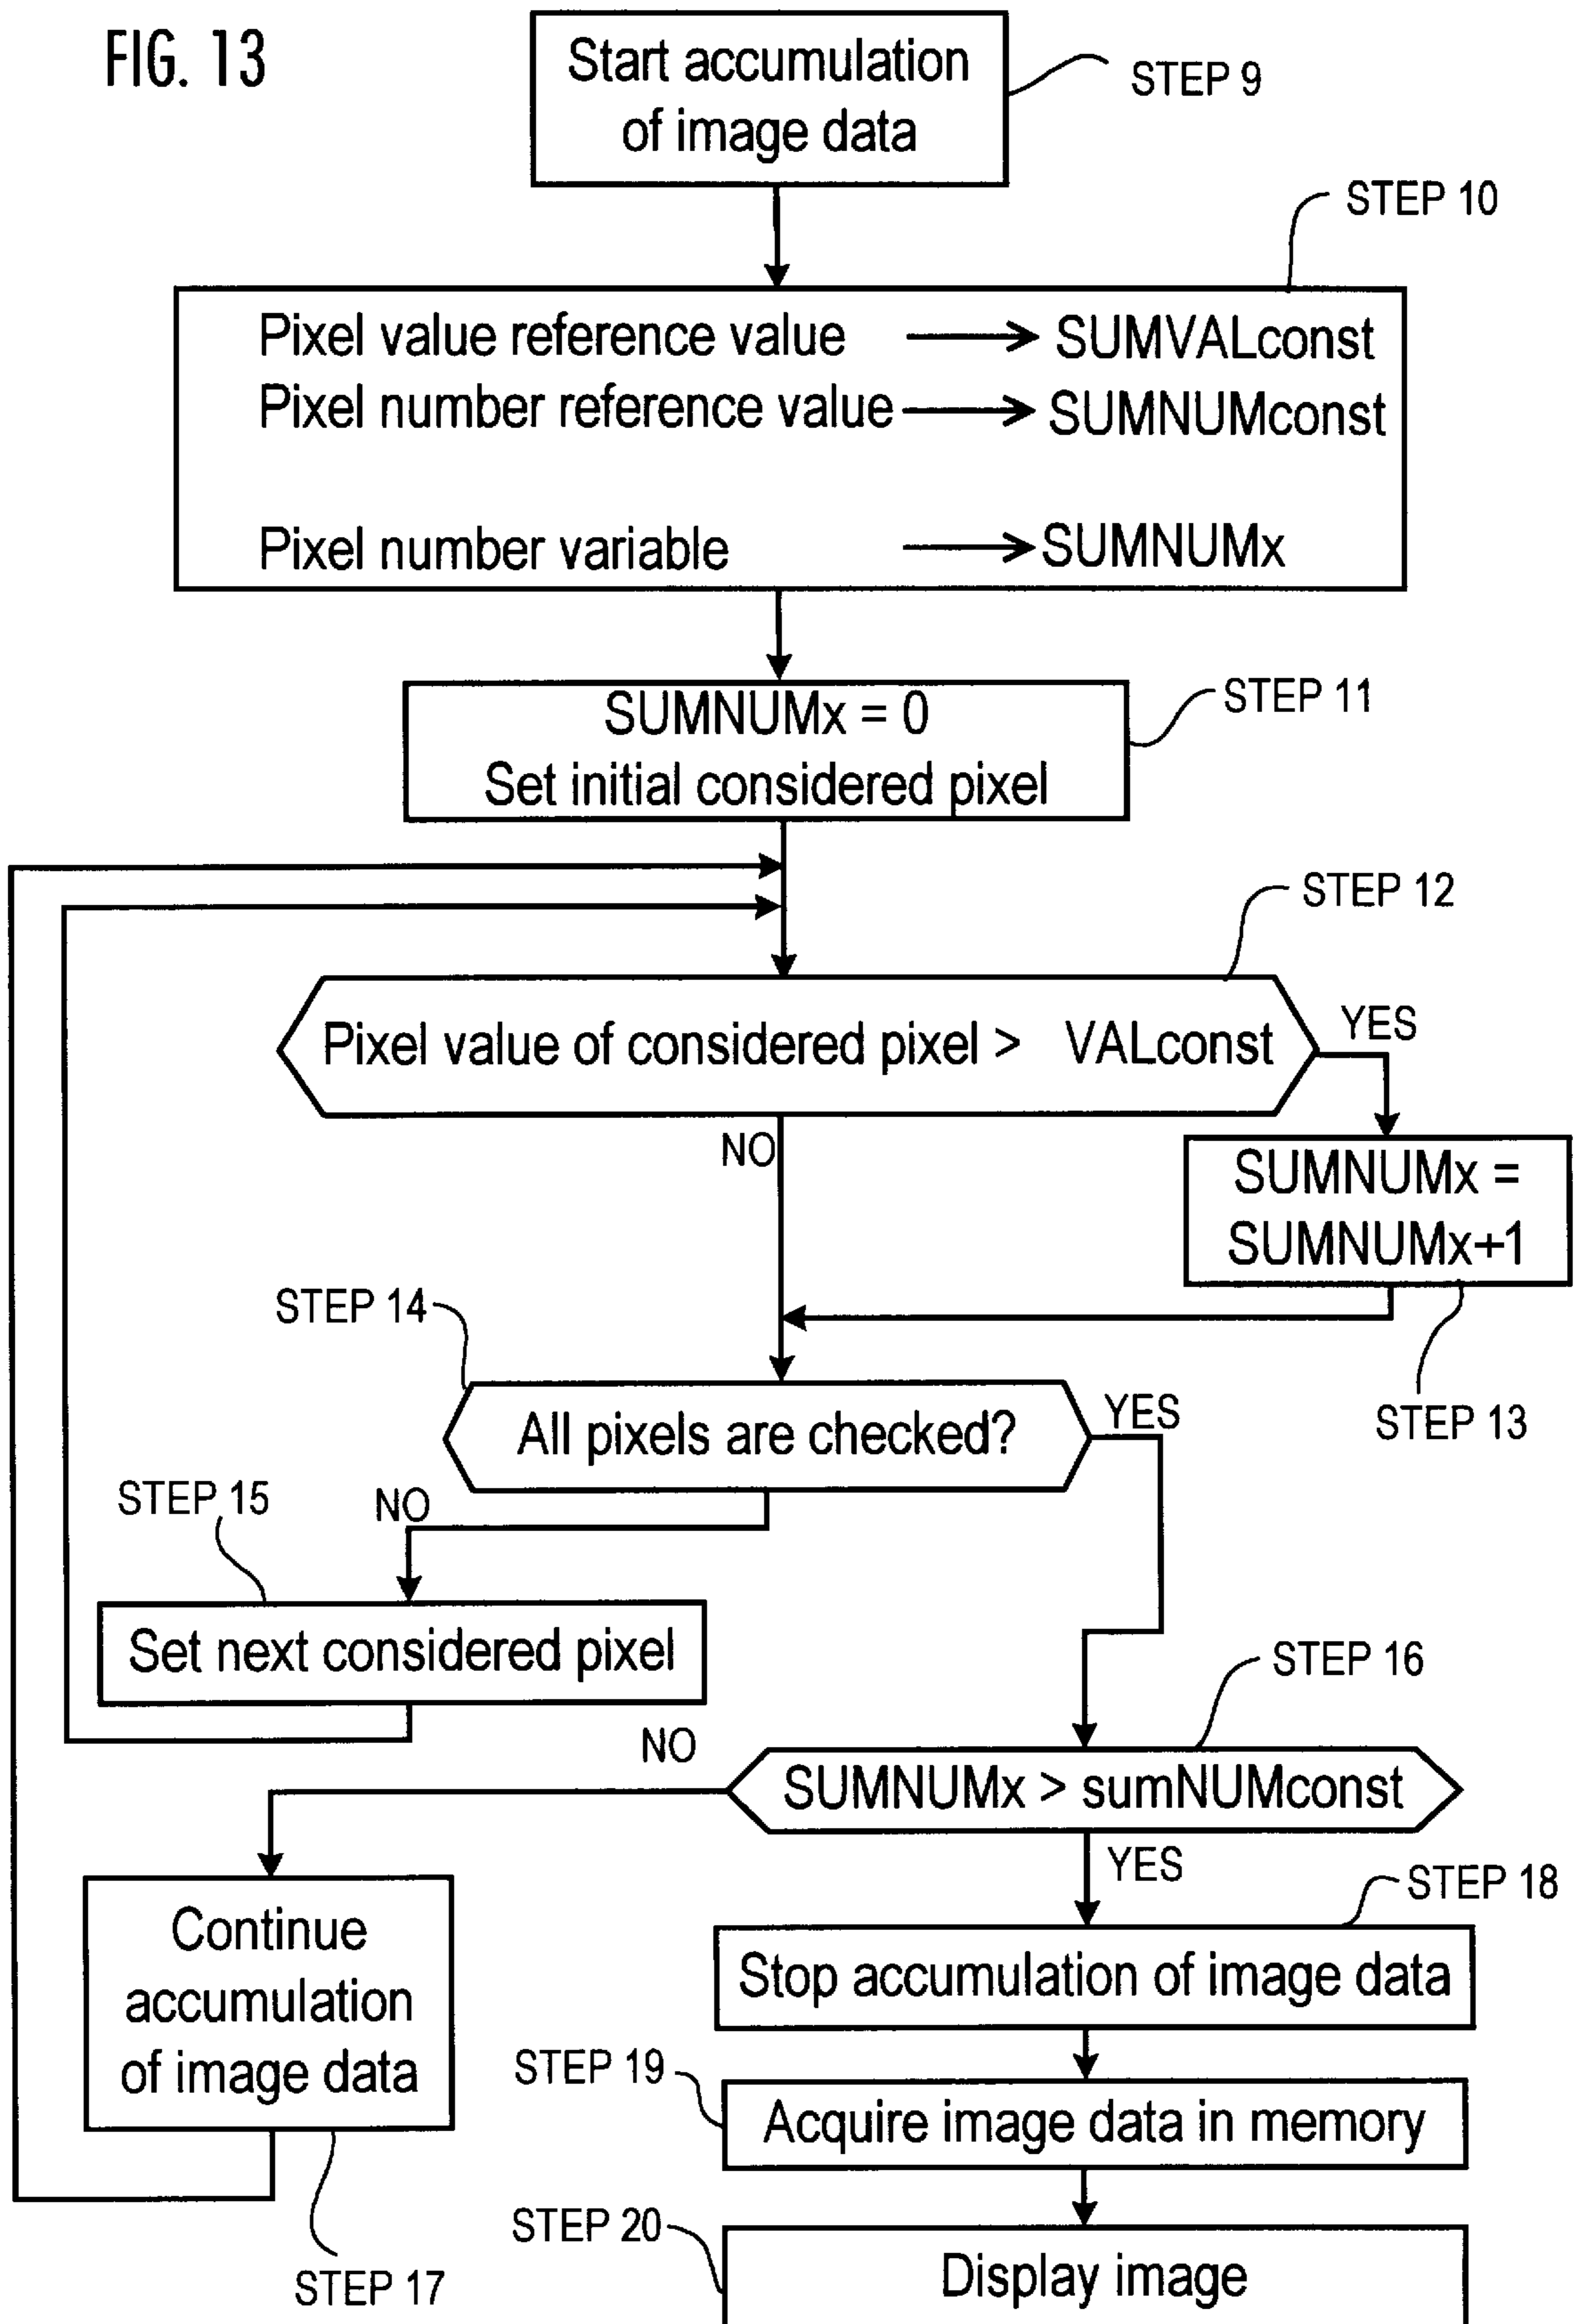 FIG. 13
Start accumulation
of image data
STEP 9
STEP 10
Pixel value reference value → SUMVALconst
Pixel number reference value → SUMNUMconst
Pixel number variable → SUMNUMx
STEP 11
SUMNUMx = 0
Set initial considered pixel
STEP 12
Pixel value of considered pixel > VALconst
YES
NO
SUMNUMx =
SUMNUMx+1
STEP 13
STEP 14
All pixels are checked?
YES
NO
STEP 15
Set next considered pixel
STEP 16
NO
SUMNUMx > sumNUMconst
YES
Continue
accumulation
of image data
STEP 17
STEP 18
Stop accumulation of image data
STEP 19
Acquire image data in memory
STEP 20
Display image